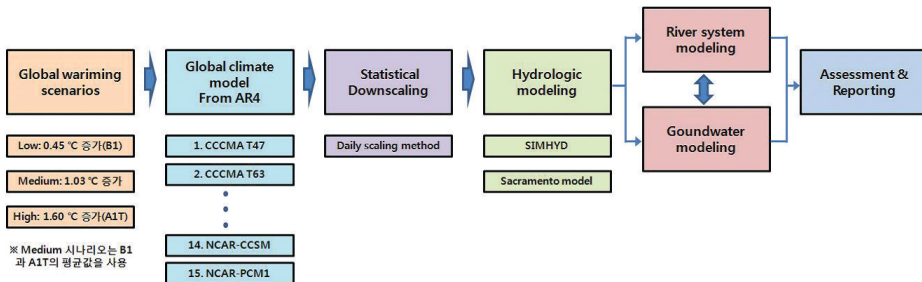 Global wariming
scenarios
Low: 0.45 ℃ 증가(B1)
Medium: 1.03 ℃ 증가
High: 1.60 ℃ 증가(A1T)
※ Medium 시나리오는 B1
과 A1T의 평균값을 사용
Global climate
model
From AR4
1. CCCMA T47
2. CCCMA T63
14. NCAR-CCSM
15. NCAR-PCM1
Statistical
Downscaling
Daily scaling method
Hydrologic
modeling
SIMHYD
Sacramento model
River system
modeling
Goundwater
modeling
Assessment &
Reporting